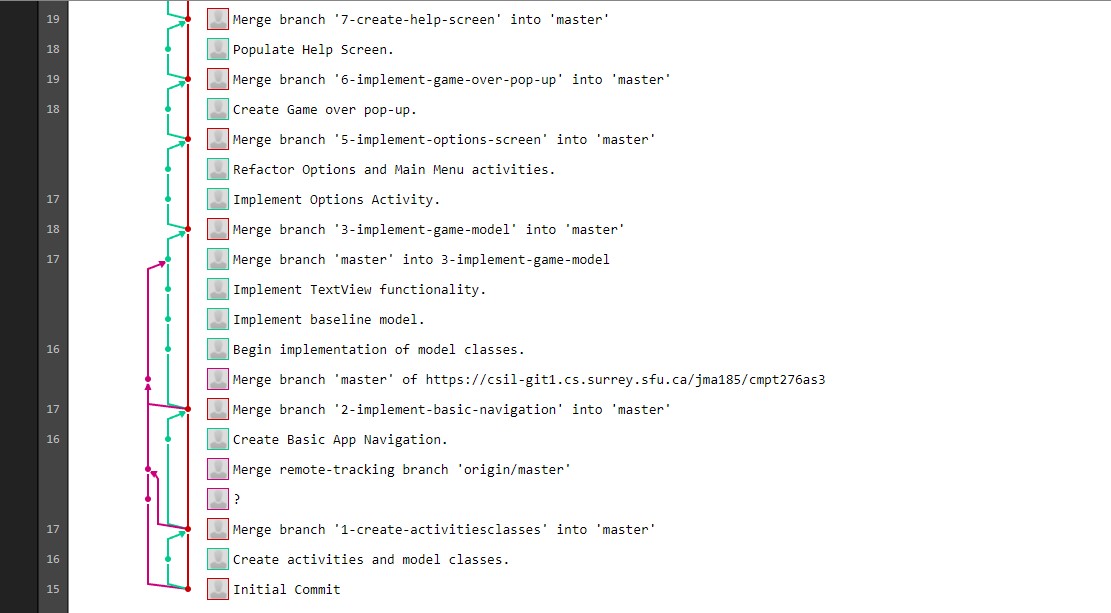 19 Merge branch '7-create-help-screen' into 'master'
18 Populate Help Screen.
19 Merge branch '6-implement-game-over-pop-up' into 'master'
18 Create Game over pop-up.
Merge branch '5-implement-options-screen' into 'master'
Refactor Options and Main Menu activities.
17 Implement Options Activity.
18 Merge branch '3-implement-game-model' into 'master'
17 Merge branch 'master' into 3-implement-game-model
Implement TextView functionality.
Implement baseline model.
16 Begin implementation of model classes.
Merge branch 'master' of https://csil-git1.cs.surrey.sfu.ca/jma185/cmpt276as3
17 Merge branch '2-implement-basic-navigation' into 'master'
16 Create Basic App Navigation.
Merge remote-tracking branch 'origin/master'
?
17 Merge branch '1-create-activitiesclasses' into 'master'
16 Create activities and model classes.
15 Initial Commit